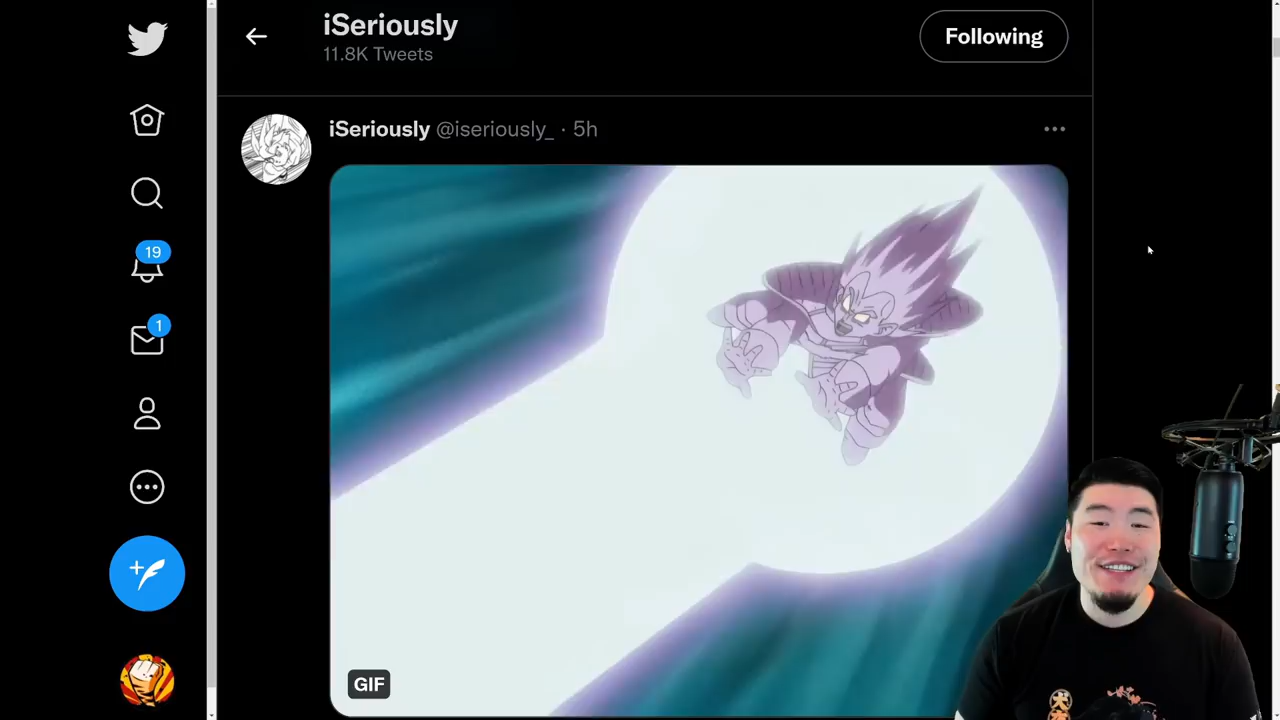 iSeriously
11.8K Tweets
Following
iSeriously @iseriously_ · 5h
19
1
GIF